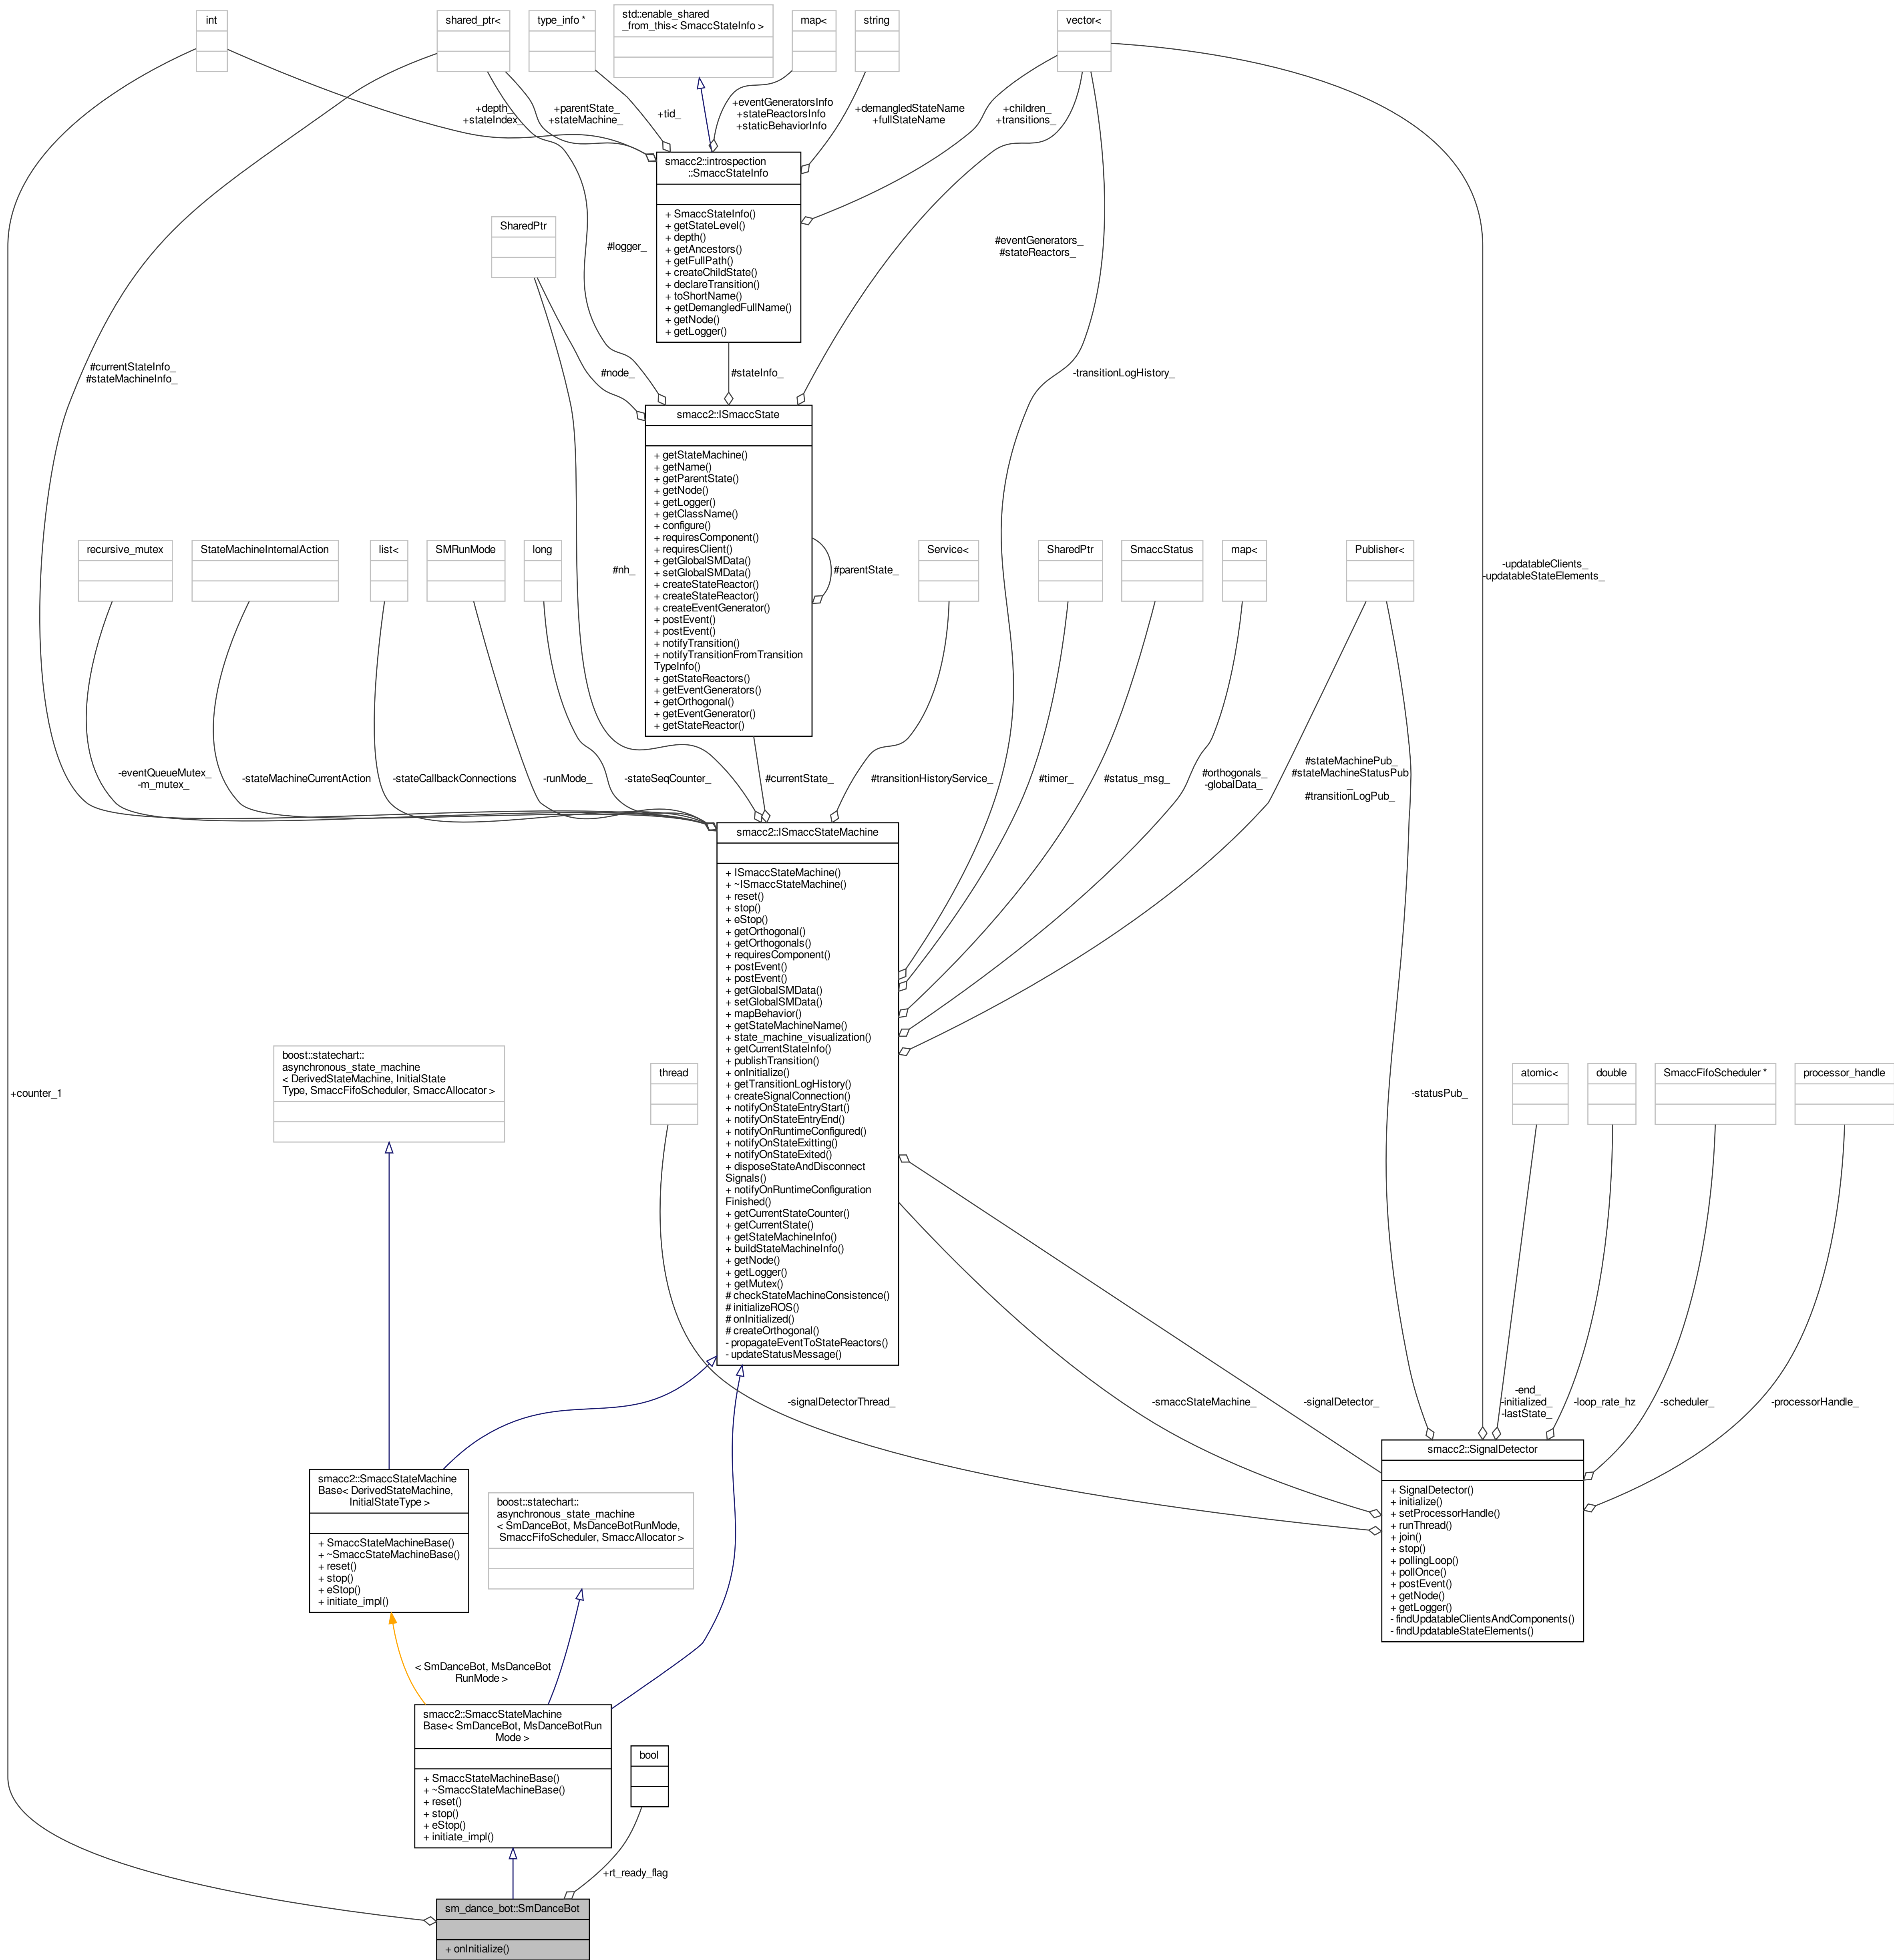 int
shared_ptr<
type_info *
std::enable_shared
_from_this< SmaccStateInfo >
map<
string
vector<
+depth_
+stateIndex_
+parentState_
+stateMachine_
+tid_
+eventGeneratorsInfo
+stateReactorsInfo
+staticBehaviorInfo
+demangledStateName
+fullStateName
+children_
+transitions_
smacc2::introspection
::SmaccStateInfo
+ SmaccStateInfo()
+ getStateLevel()
+ depth()
+ getAncestors()
+ getFullPath()
+ createChildState()
+ declareTransition()
+ toShortName()
+ getDemangledFullName()
+ getNode()
+ getLogger()
SharedPtr
#logger_
#eventGenerators_
#stateReactors_
#currentStateInfo_
#stateMachineInfo_
#node_
#stateInfo_
-transitionLogHistory_
smacc2::ISmaccState
+ getStateMachine()
+ getName()
+ getParentState()
+ getNode()
+ getLogger()
+ getClassName()
+ configure()
+ requiresComponent()
+ requiresClient()
+ getGlobalSMData()
+ setGlobalSMData()
+ createStateReactor()
+ createStateReactor()
+ createEventGenerator()
+ postEvent()
+ postEvent()
+ notifyTransition()
+ notifyTransitionFromTransition
TypeInfo()
+ getStateReactors()
+ getEventGenerators()
+ getOrthogonal()
+ getEventGenerator()
+ getStateReactor()
#parentState_
recursive_mutex
StateMachineInternalAction
list<
SMRunMode
long
#nh_
Service<
SharedPtr
SmaccStatus
map<
Publisher<
-updatableClients_
-updatableStateElements_
-eventQueueMutex_
-m_mutex_
-stateMachineCurrentAction
-stateCallbackConnections
-runMode_
-stateSeqCounter_
#currentState_
#transitionHistoryService_
#timer_
#status_msg_
#orthogonals_
-globalData_
#stateMachinePub_
#stateMachineStatusPub
_
#transitionLogPub_
smacc2::ISmaccStateMachine
+ ISmaccStateMachine()
+ ~ISmaccStateMachine()
+ reset()
+ stop()
+ eStop()
+ getOrthogonal()
+ getOrthogonals()
+ requiresComponent()
+ postEvent()
+ postEvent()
+ getGlobalSMData()
+ setGlobalSMData()
+ mapBehavior()
+ getStateMachineName()
+ state_machine_visualization()
+ getCurrentStateInfo()
+ publishTransition()
+ onInitialize()
+ getTransitionLogHistory()
+ createSignalConnection()
+ notifyOnStateEntryStart()
+ notifyOnStateEntryEnd()
+ notifyOnRuntimeConfigured()
+ notifyOnStateExitting()
+ notifyOnStateExited()
+ disposeStateAndDisconnect
Signals()
+ notifyOnRuntimeConfiguration
Finished()
+ getCurrentStateCounter()
+ getCurrentState()
+ getStateMachineInfo()
+ buildStateMachineInfo()
+ getNode()
+ getLogger()
+ getMutex()
# checkStateMachineConsistence()
# initializeROS()
# onInitialized()
# createOrthogonal()
- propagateEventToStateReactors()
- updateStatusMessage()
+counter_1
boost::statechart::
asynchronous_state_machine
< DerivedStateMachine, InitialState
Type, SmaccFifoScheduler, SmaccAllocator >
thread
-statusPub_
atomic<
double
SmaccFifoScheduler *
processor_handle
-signalDetectorThread_
-smaccStateMachine_
-signalDetector_
-end_
-initialized_
-lastState_
-loop_rate_hz
-scheduler_
-processorHandle_
smacc2::SignalDetector
+ SignalDetector()
+ initialize()
+ setProcessorHandle()
+ runThread()
+ join()
+ stop()
+ pollingLoop()
+ pollOnce()
+ postEvent()
+ getNode()
+ getLogger()
- findUpdatableClientsAndComponents()
- findUpdatableStateElements()
smacc2::SmaccStateMachine
Base< DerivedStateMachine,
InitialStateType >
+ SmaccStateMachineBase()
+ ~SmaccStateMachineBase()
+ reset()
+ stop()
+ eStop()
+ initiate_impl()
boost::statechart::
asynchronous_state_machine
< SmDanceBot, MsDanceBotRunMode,
SmaccFifoScheduler, SmaccAllocator >
< SmDanceBot, MsDanceBot
RunMode >
smacc2::SmaccStateMachine
Base< SmDanceBot, MsDanceBotRun
Mode >
+ SmaccStateMachineBase()
+ ~SmaccStateMachineBase()
+ reset()
+ stop()
+ eStop()
+ initiate_impl()
bool
+rt_ready_flag
sm_dance_bot::SmDanceBot
+ onInitialize()